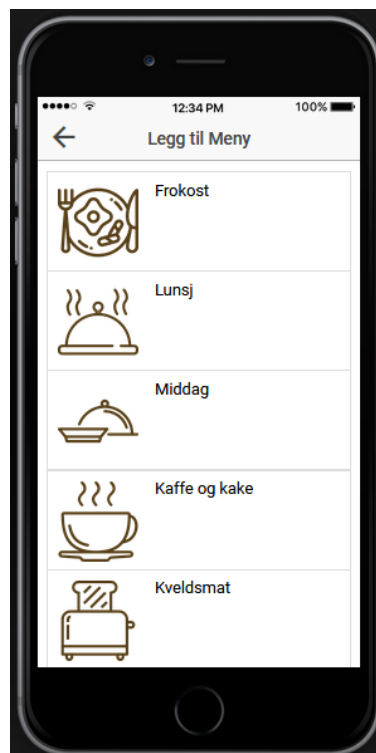 12:34 PM
100%
Legg til Meny
Frokost
Lunsj
Middag
Kaffe og kake
Kveldsmat